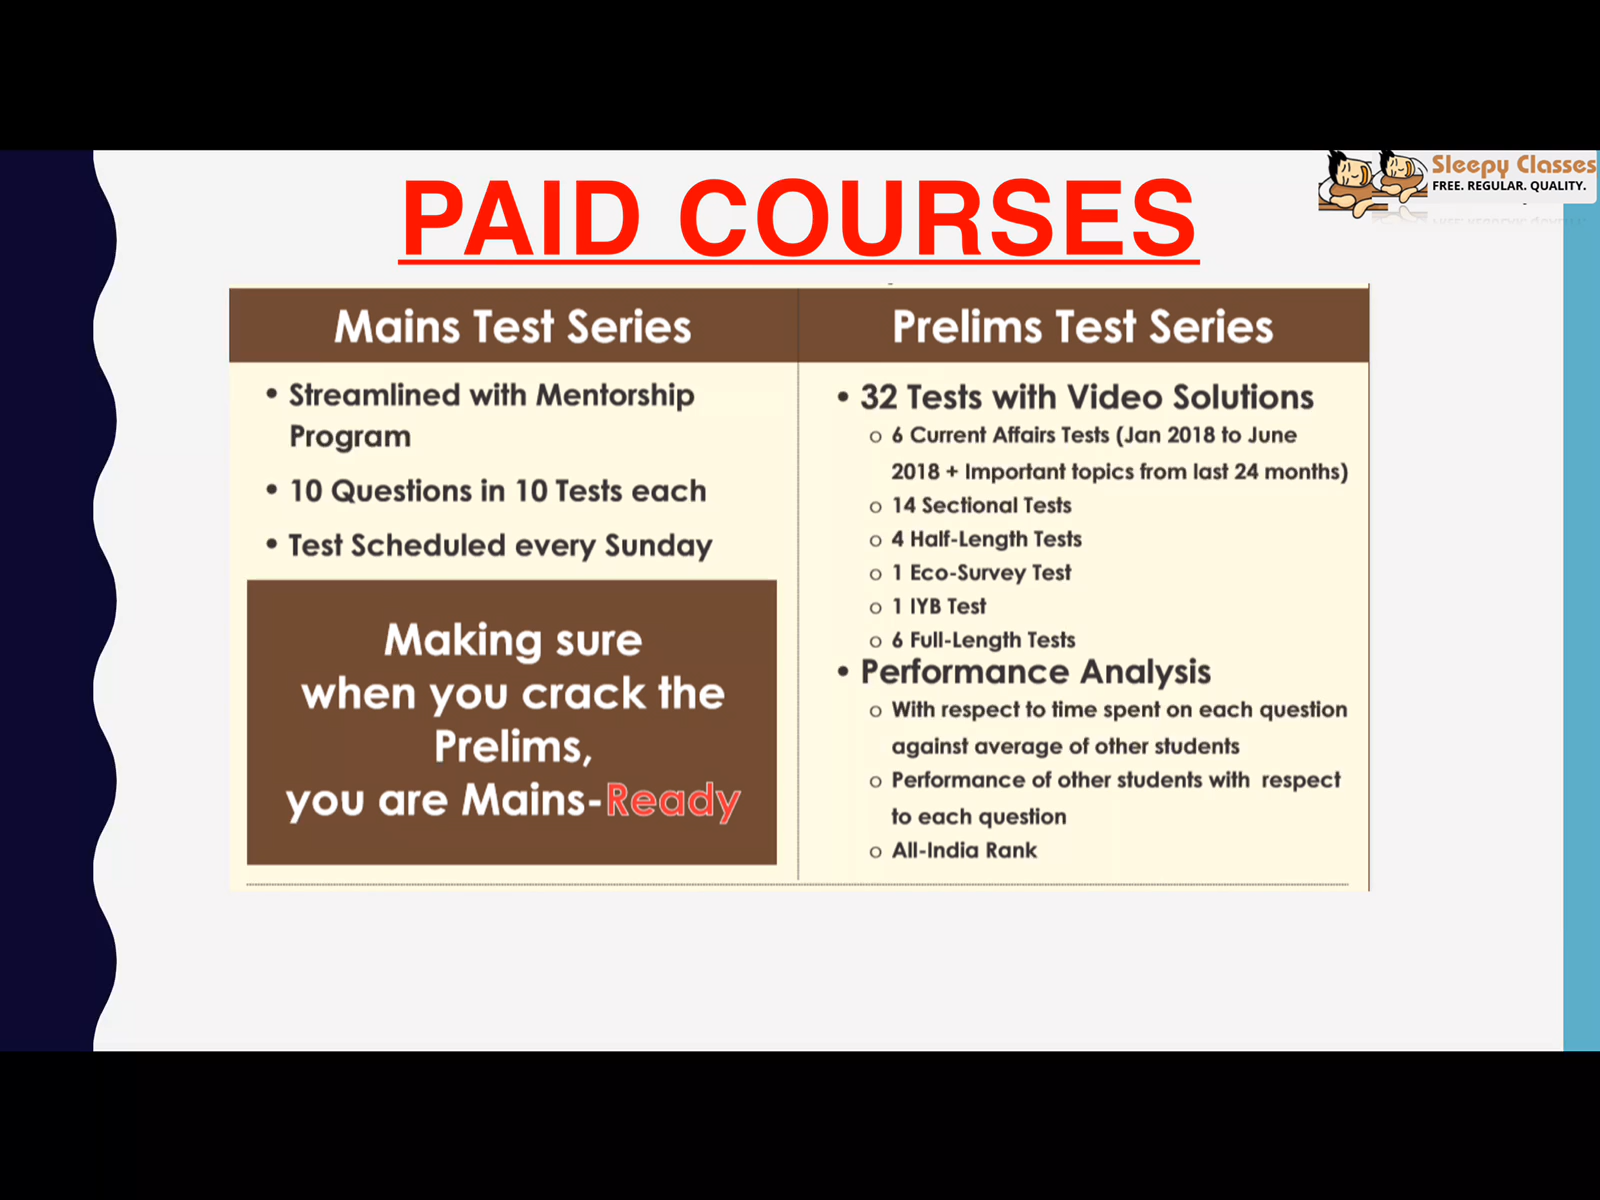 Sleepy Classes
FREE. REGULAR. QUALITY.
PAID COURSES
Mains Test Series
• Streamlined with Mentorship
Program
• 10 Questions in 10 Tests each
• Test Scheduled every Sunday
Making sure
when you crack the
Prelims,
you are Mains-Ready
Prelims Test Series
• 32 Tests with Video Solutions
o 6 Current Affairs Tests (Jan 2018 to June
2018 + Important topics from last 24 months)
o 14 Sectional Tests
o 4 Half-Length Tests
o 1 Eco-Survey Test
o 1 IYB Test
o 6 Full-Length Tests
• Performance Analysis
o With respect to time spent on each question
against average of other students
o Performance of other students with respect
to each question
o All-India Rank